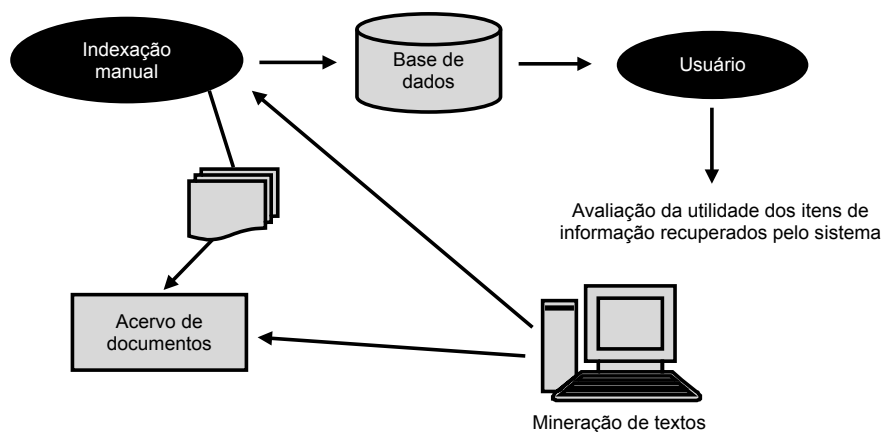 Indexação
manual
Base de
dados
Usuário
Avaliação da utilidade dos itens de
informação recuperados pelo sistema
Acervo de
documentos
Mineração de textos